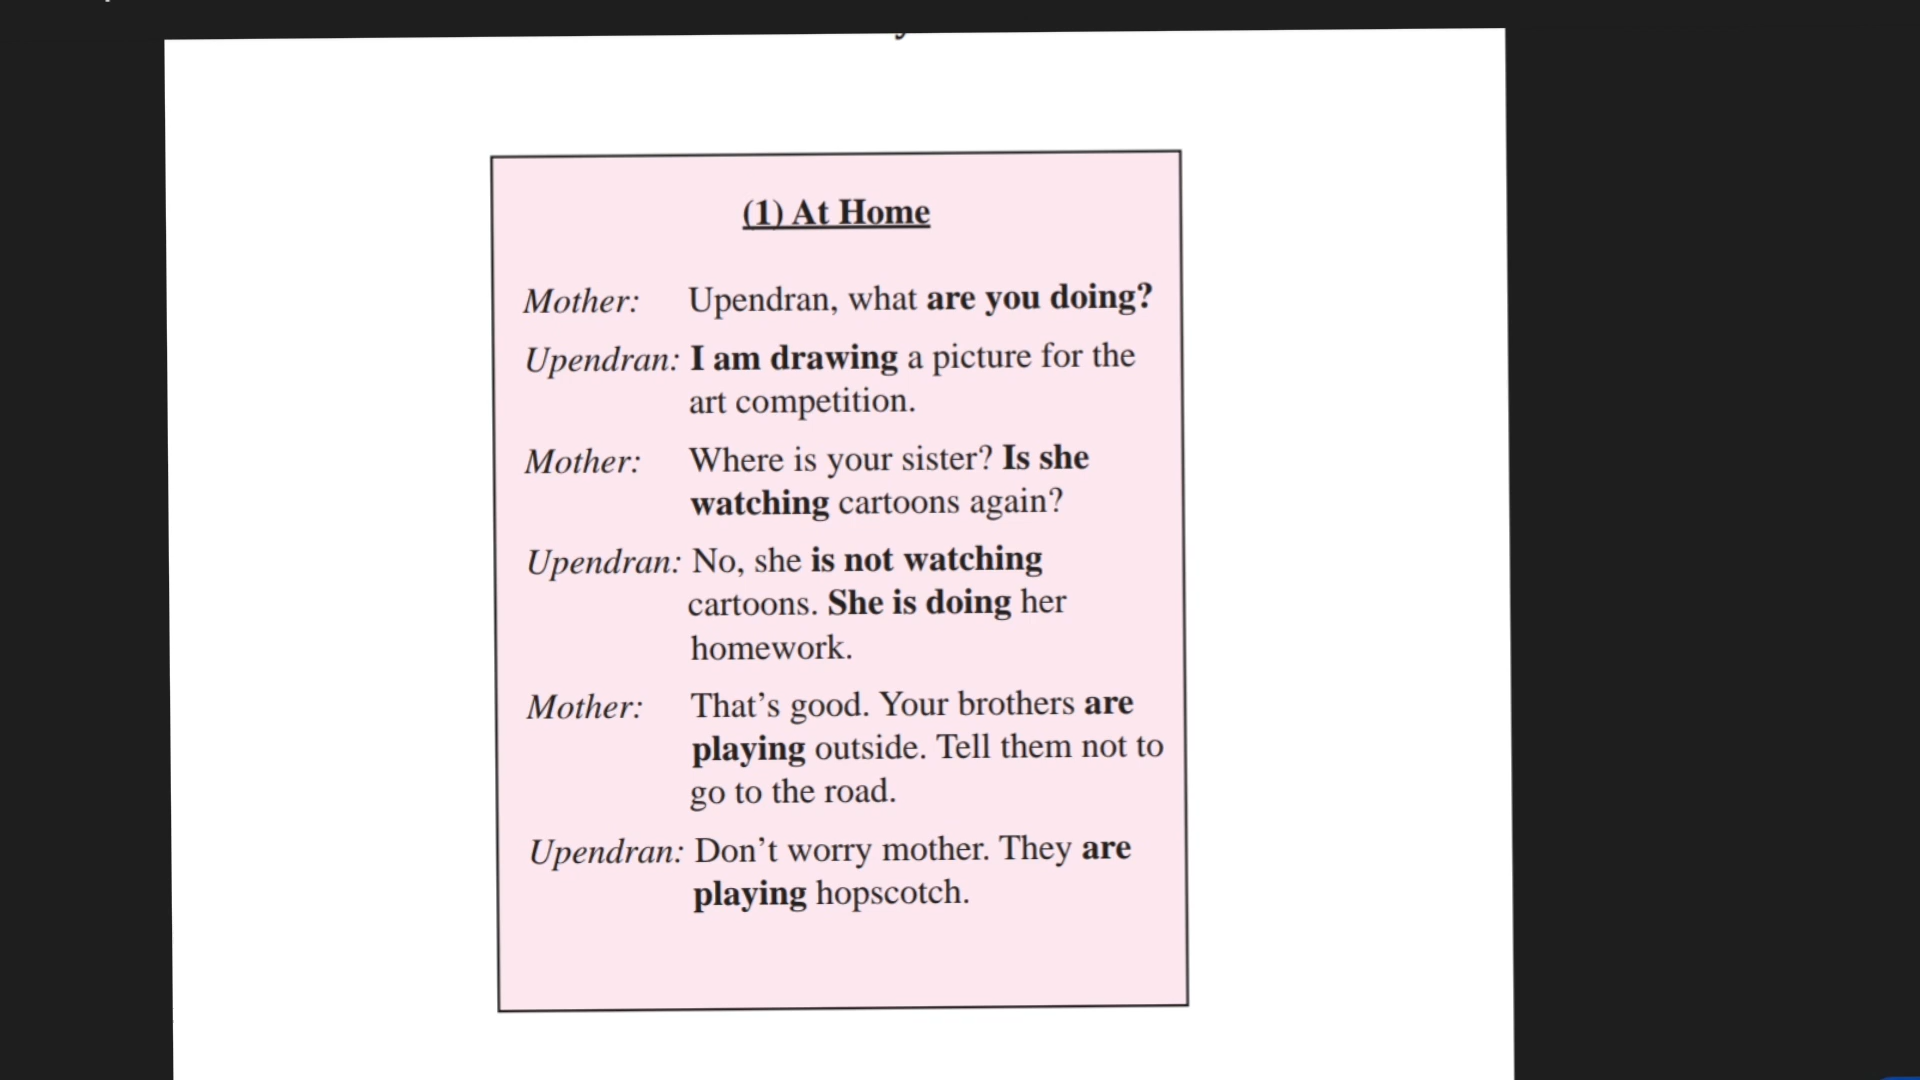 (1) At Home
Mother: Upendran, what are you doing?
Upendran: I am drawing a picture for the
art competition.
Mother: Where is your sister? Is she
watching cartoons again?
Upendran: No, she is not watching
cartoons. She is doing her
homework.
Mother: That’s good. Your brothers are
playing outside. Tell them not to
go to the road.
Upendran: Don’t worry mother. They are
playing hopscotch.